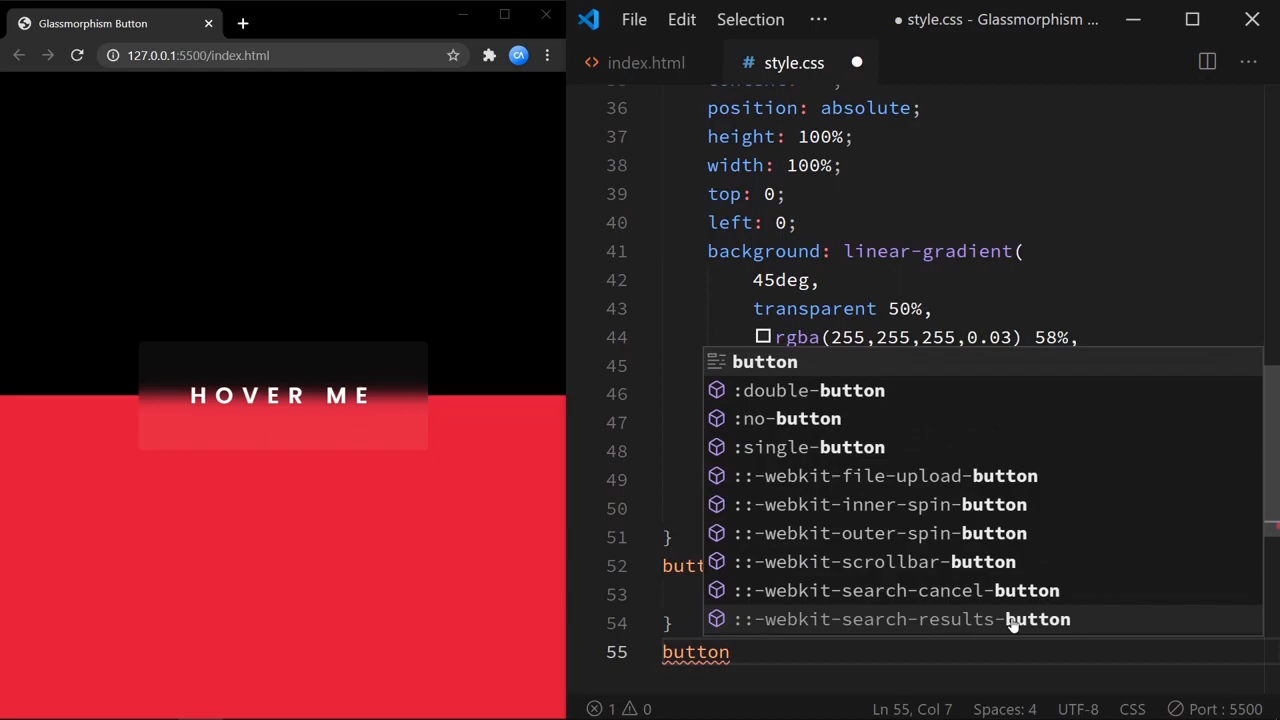 Glassmorphism Button
127.0.0.1:5500/index.html
CA
HOVER ME
File Edit Selection ···
● style.css - Glassmorphism ...
<> index.html
# style.css
36 position: absolute;
37 height: 100%;
38 width: 100%;
39 top: 0;
40 left: 0;
41 background: linear-gradient(
42 45deg,
43 transparent 50%,
44 rgba(255,255,255,0.03) 58%,
45
46
47
48
49
50
51 }
52 butt
53
54 }
55 button
button
:double-button
:no-button
:single-button
::-webkit-file-upload-button
::-webkit-inner-spin-button
::-webkit-outer-spin-button
::-webkit-scrollbar-button
::-webkit-search-cancel-button
::-webkit-search-results-button
1 0 Ln 55, Col 7 Spaces: 4 UTF-8 CSS Port : 5500